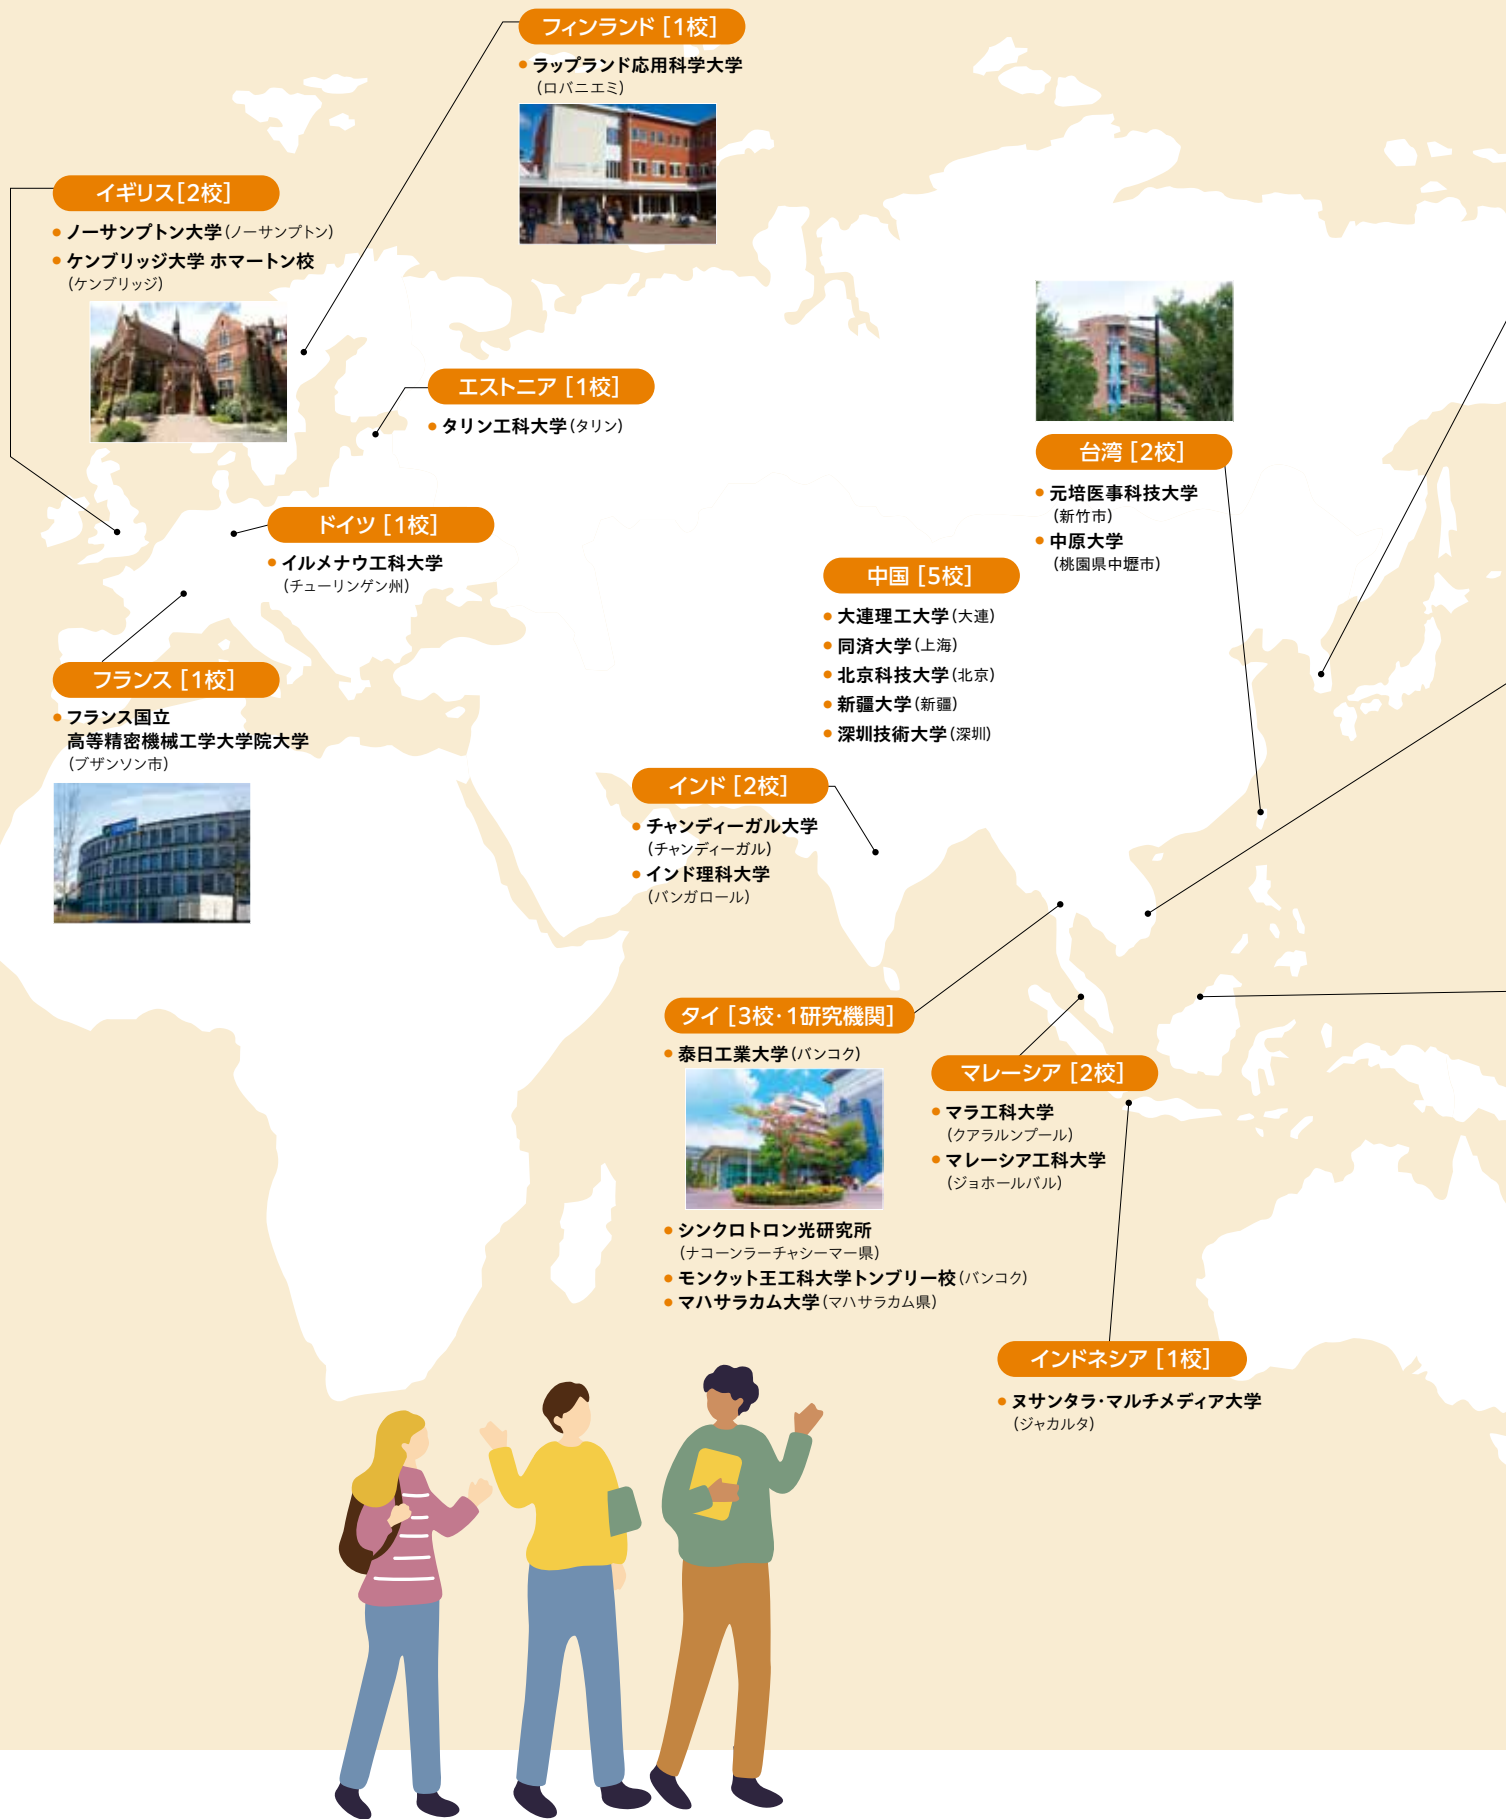 フィンランド［1校］
● ラップランド応用科学大学
（ロバニエミ）
イギリス［2校］
● ノーサンプトン大学（ノーサンプトン）
● ケンブリッジ大学 ホマートン校
（ケンブリッジ）
エストニア［1校］
● タリン工科大学（タリン）
ドイツ［1校］
● イルメナウ工科大学
（チューリンゲン州）
フランス［1校］
● フランス国立
高等精密機械工学大学院大学
（ブザンソン市）
台湾［2校］
● 元培医事科技大学
（新竹市）
● 中原大学
（桃園県中壢市）
中国［5校］
● 大連理工大学（大連）
● 同済大学（上海）
● 北京科技大学（北京）
● 新疆大学（新疆）
● 深圳技術大学（深圳）
インド［2校］
● チャンディーガル大学
（チャンディーガル）
● インド理科大学
（バンガロール）
タイ［3校・1研究機関］
● 泰日工業大学（バンコク）
● シンクロトロン光研究所
（ナコーンラーチャシーマー県）
● モンクット王工科大学トンブリー校（バンコク）
● マハサラカム大学（マハサラカム県）
マレーシア［2校］
● マラ工科大学
（クアラルンプール）
● マレーシア工科大学
（ジョホールバル）
インドネシア［1校］
● ヌサンタラ・マルチメディア大学
（ジャカルタ）